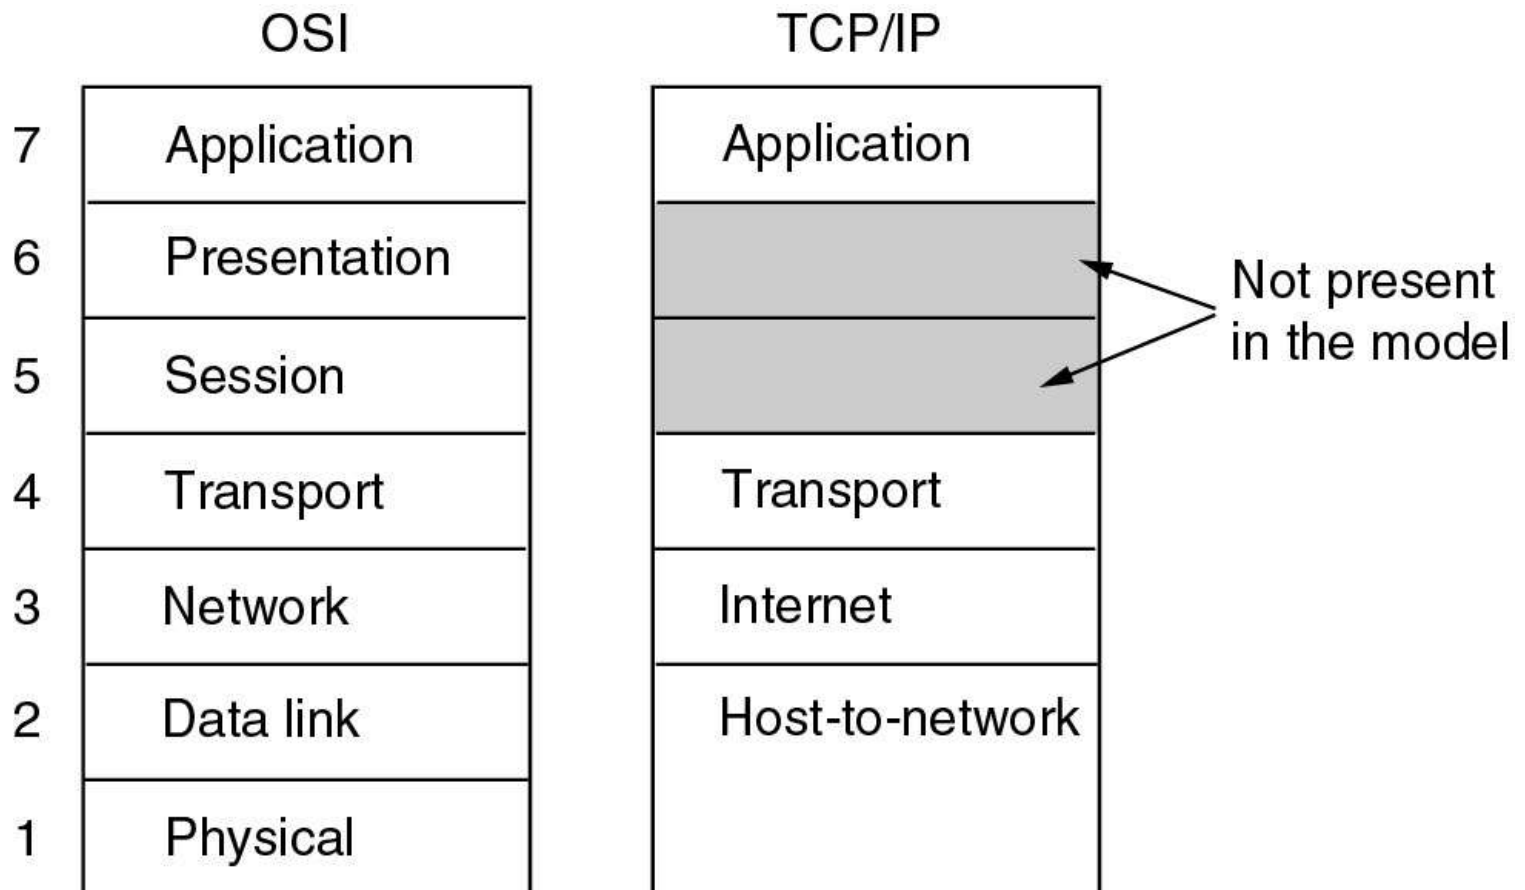 OSI
TCP/IP
7
Application
Application
6
Presentation
Not present
in the model
5
Session
4
Transport
Transport
3
Network
Internet
2
Data link
Host-to-network
1
Physical